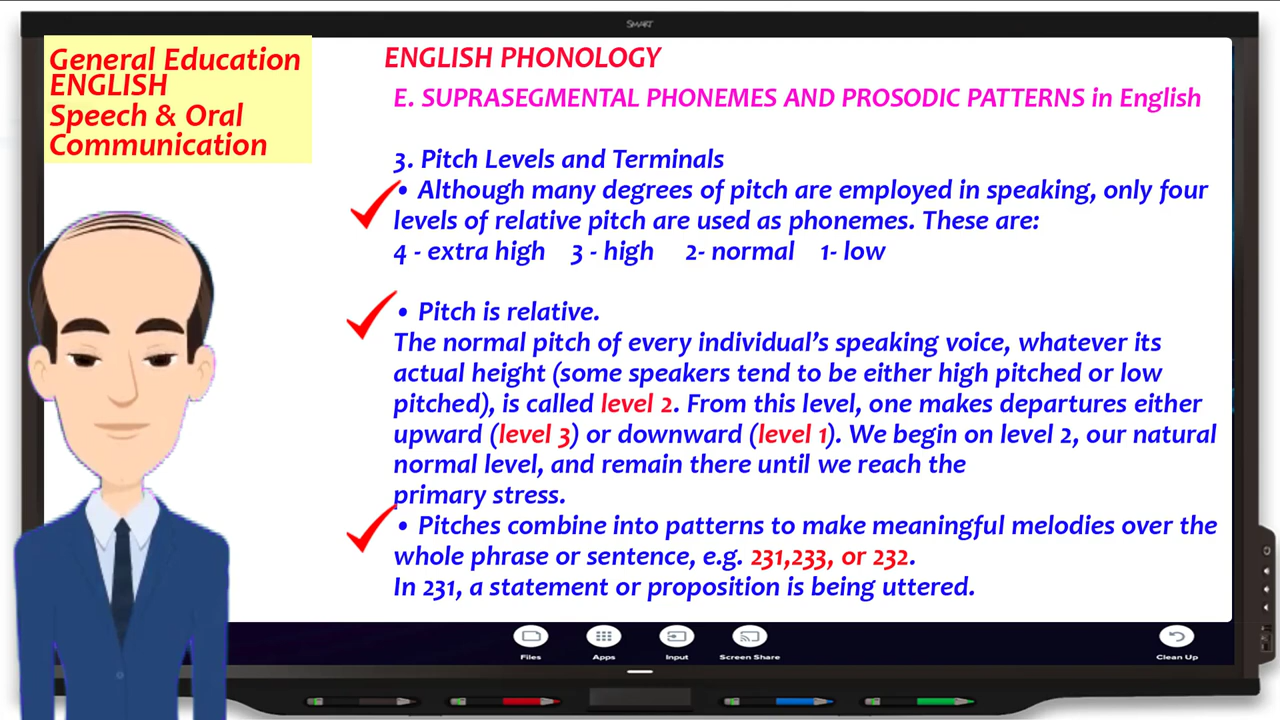 SMART
General Education
ENGLISH
Speech & Oral
Communication
ENGLISH PHONOLOGY
E. SUPRASEGMENTAL PHONEMES AND PROSODIC PATTERNS in English
3. Pitch Levels and Terminals
• Although many degrees of pitch are employed in speaking, only four
levels of relative pitch are used as phonemes. These are:
4 - extra high 3 - high 2- normal 1- low
• Pitch is relative.
The normal pitch of every individual’s speaking voice, whatever its
actual height (some speakers tend to be either high pitched or low
pitched), is called level 2. From this level, one makes departures either
upward (level 3) or downward (level 1). We begin on level 2, our natural
normal level, and remain there until we reach the
primary stress.
• Pitches combine into patterns to make meaningful melodies over the
whole phrase or sentence, e.g. 231,233, or 232.
In 231, a statement or proposition is being uttered.
Files Apps Input Screen Share Clean Up